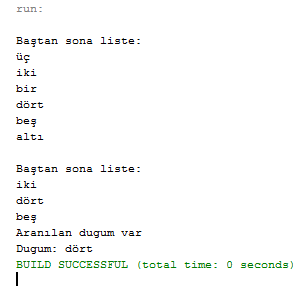 run:
Baştan sona liste:
üç
iki
bir
dört
beş
altı
Baştan sona liste:
iki
dört
beş
Aranılan dugum var
Dugum: dört
BUILD SUCCESSFUL (total time: 0 seconds)